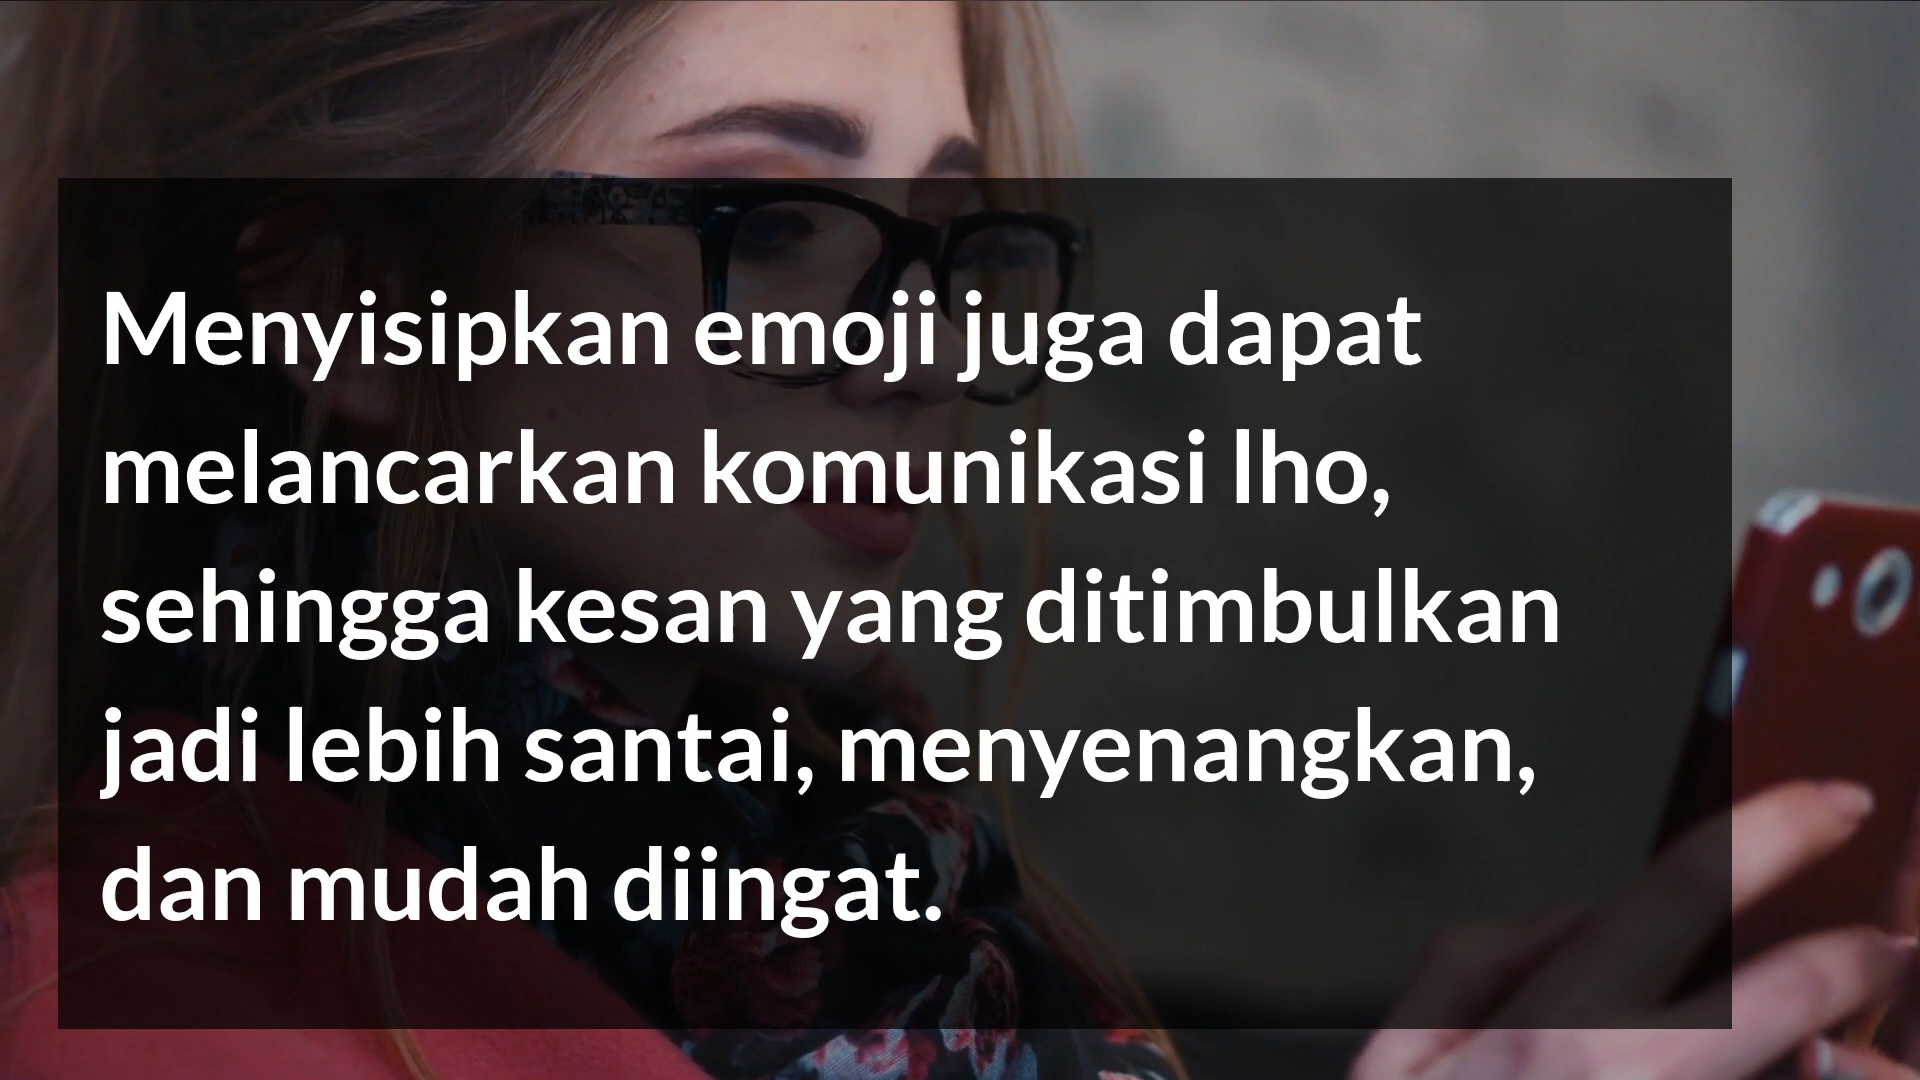 Menyisipkan emoji juga dapat
melancarkan komunikasi lho,
sehingga kesan yang ditimbulkan
jadi lebih santai, menyenangkan,
dan mudah diingat.